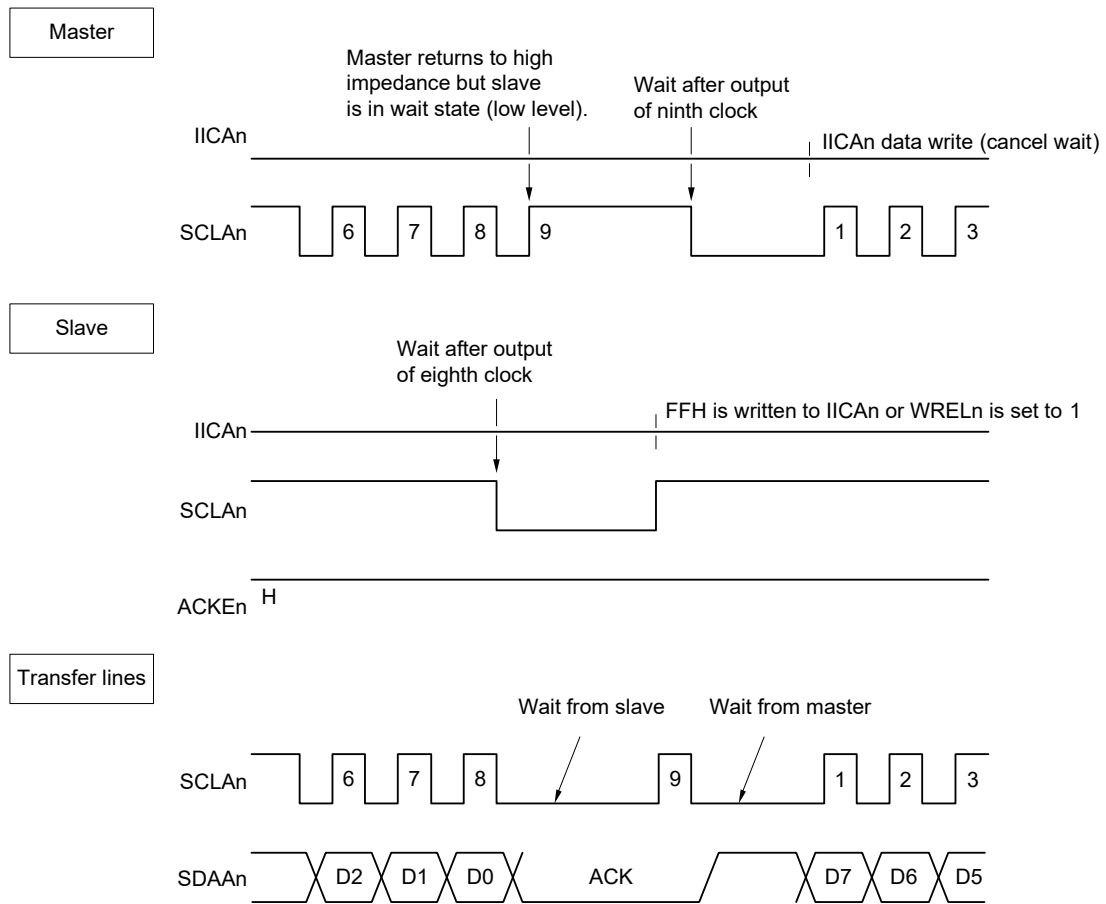 Master
Master returns to high
impedance but slave
is in wait state (low level).
Wait after output
of ninth clock
IICAn
IICAn data write (cancel wait)
SCLAn
6 7 8 9 1 2 3
Slave
Wait after output
of eighth clock
FFH is written to IICAn or WRELn is set to 1
IICAn
SCLAn
ACKEn H
Transfer lines
Wait from slave Wait from master
SCLAn 6 7 8 9 1 2 3
SDAAn D2 D1 D0 ACK D7 D6 D5